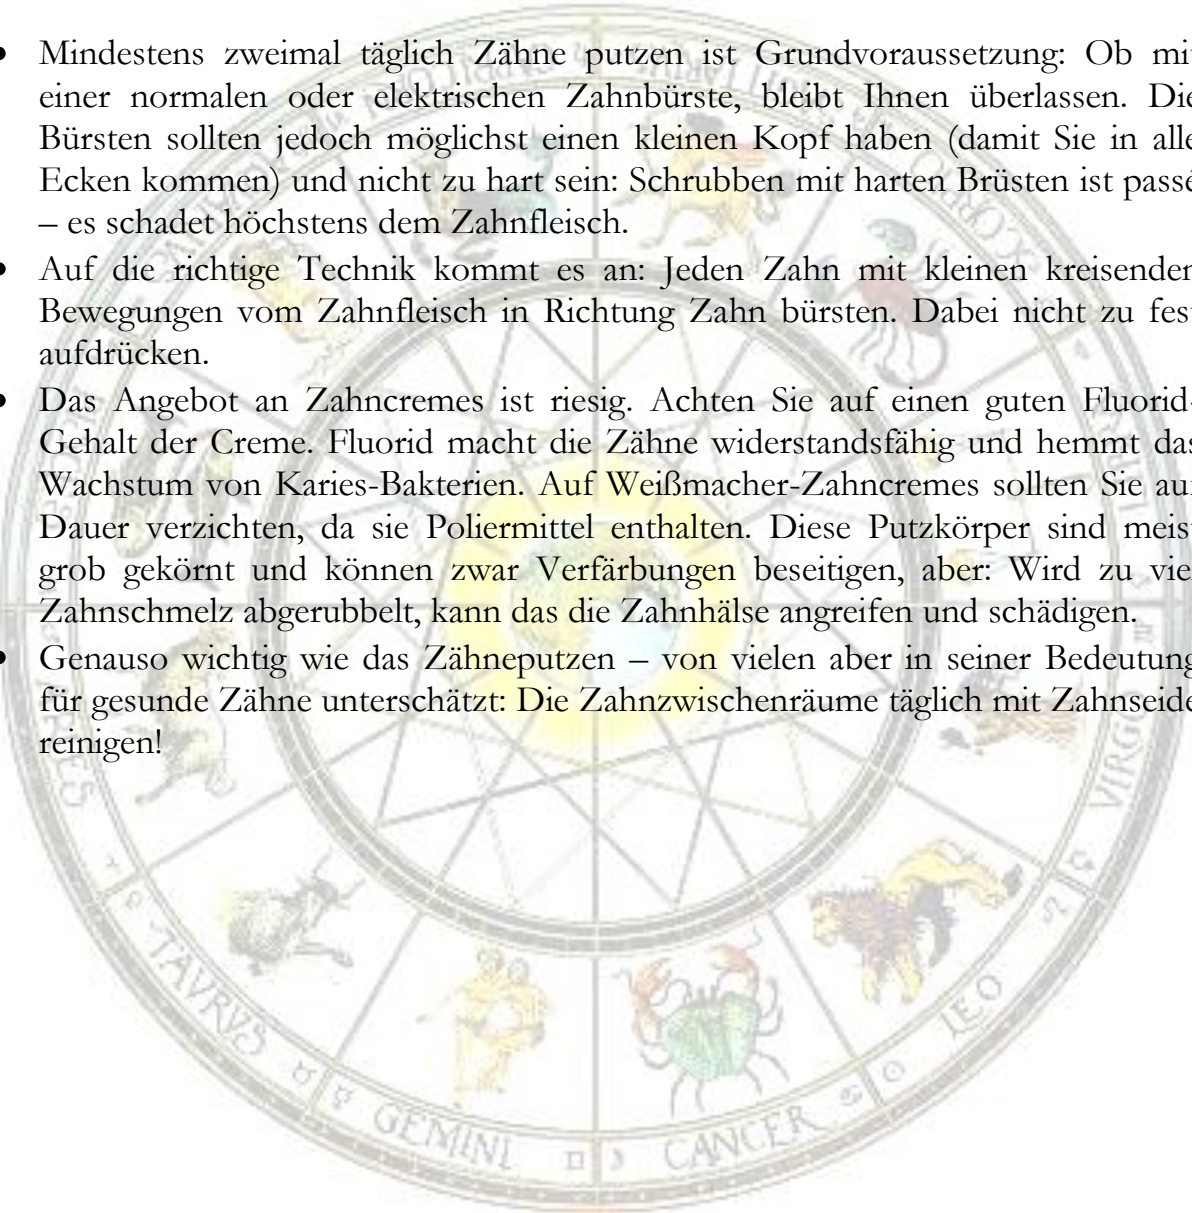 • Mindestens zweimal täglich Zähne putzen ist Grundvoraussetzung: Ob mit
einer normalen oder elektrischen Zahnbürste, bleibt Ihnen überlassen. Die
Bürsten sollten jedoch möglichst einen kleinen Kopf haben (damit Sie in alle
Ecken kommen) und nicht zu hart sein: Schrubben mit harten Brüsten ist passé
– es schadet höchstens dem Zahnfleisch.
• Auf die richtige Technik kommt es an: Jeden Zahn mit kleinen kreisenden
Bewegungen vom Zahnfleisch in Richtung Zahn bürsten. Dabei nicht zu fest
aufdrücken.
• Das Angebot an Zahncremes ist riesig. Achten Sie auf einen guten Fluorid-
Gehalt der Creme. Fluorid macht die Zähne widerstandsfähig und hemmt das
Wachstum von Karies-Bakterien. Auf Weißmacher-Zahncremes sollten Sie auf
Dauer verzichten, da sie Poliermittel enthalten. Diese Putzkörper sind meist
grob gekörnt und können zwar Verfärbungen beseitigen, aber: Wird zu viel
Zahnschmelz abgerubbelt, kann das die Zahnhälse angreifen und schädigen.
• Genauso wichtig wie das Zähneputzen – von vielen aber in seiner Bedeutung
für gesunde Zähne unterschätzt: Die Zahnzwischenräume täglich mit Zahnseide
reinigen!
VIRGO
TAVRVS
LEO
GEMINI
CANCER